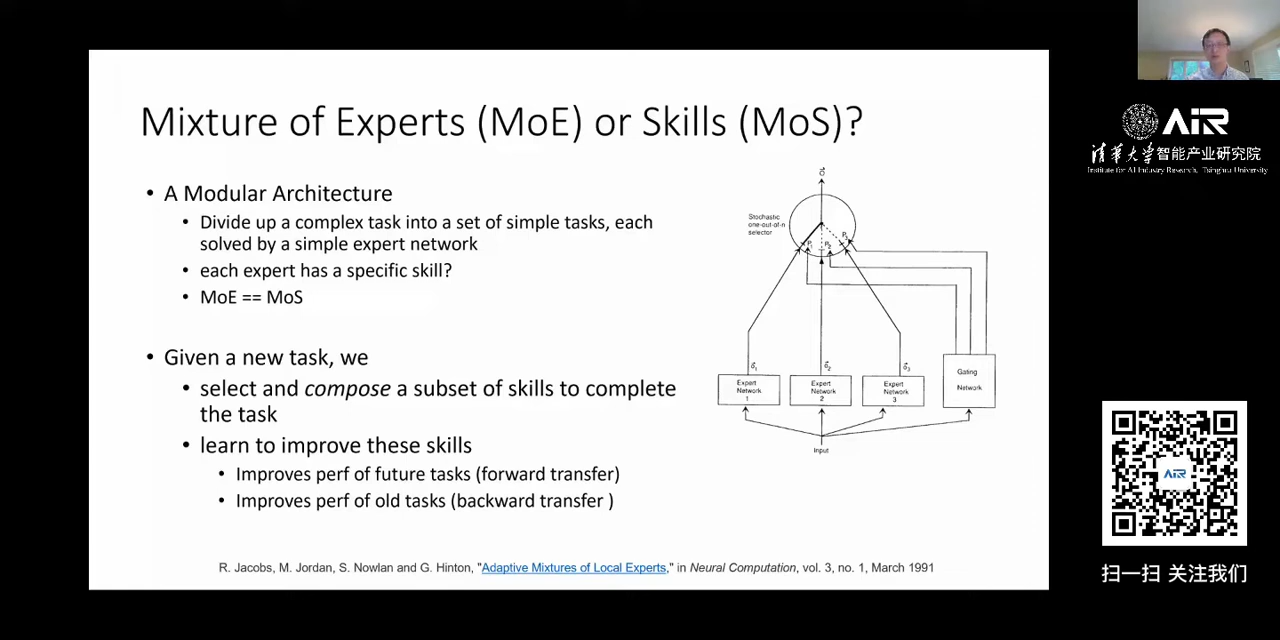 Mixture of Experts (MoE) or Skills (MoS)?
• A Modular Architecture
• Divide up a complex task into a set of simple tasks, each
solved by a simple expert network
• each expert has a specific skill?
• MoE == MoS
• Given a new task, we
• select and compose a subset of skills to complete
the task
• learn to improve these skills
• Improves perf of future tasks (forward transfer)
• Improves perf of old tasks (backward transfer )
Stochastic
one-out-of-n
selector
P1
P2
P3
Expert
Network
1
Expert
Network
2
Expert
Network
3
Gating
Network
Input
R. Jacobs, M. Jordan, S. Nowlan and G. Hinton, "Adaptive Mixtures of Local Experts," in Neural Computation, vol. 3, no. 1, March 1991
AIR
清华大学智能产业研究院
Institute for AI Industry Research, Tsinghua University
AIR
扫一扫 关注我们